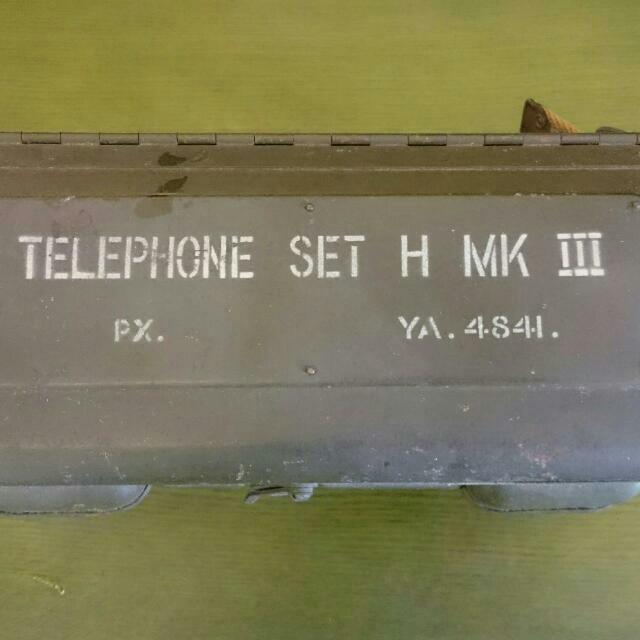 TELEPHONE SET H MK III
PX. YA. 4841.